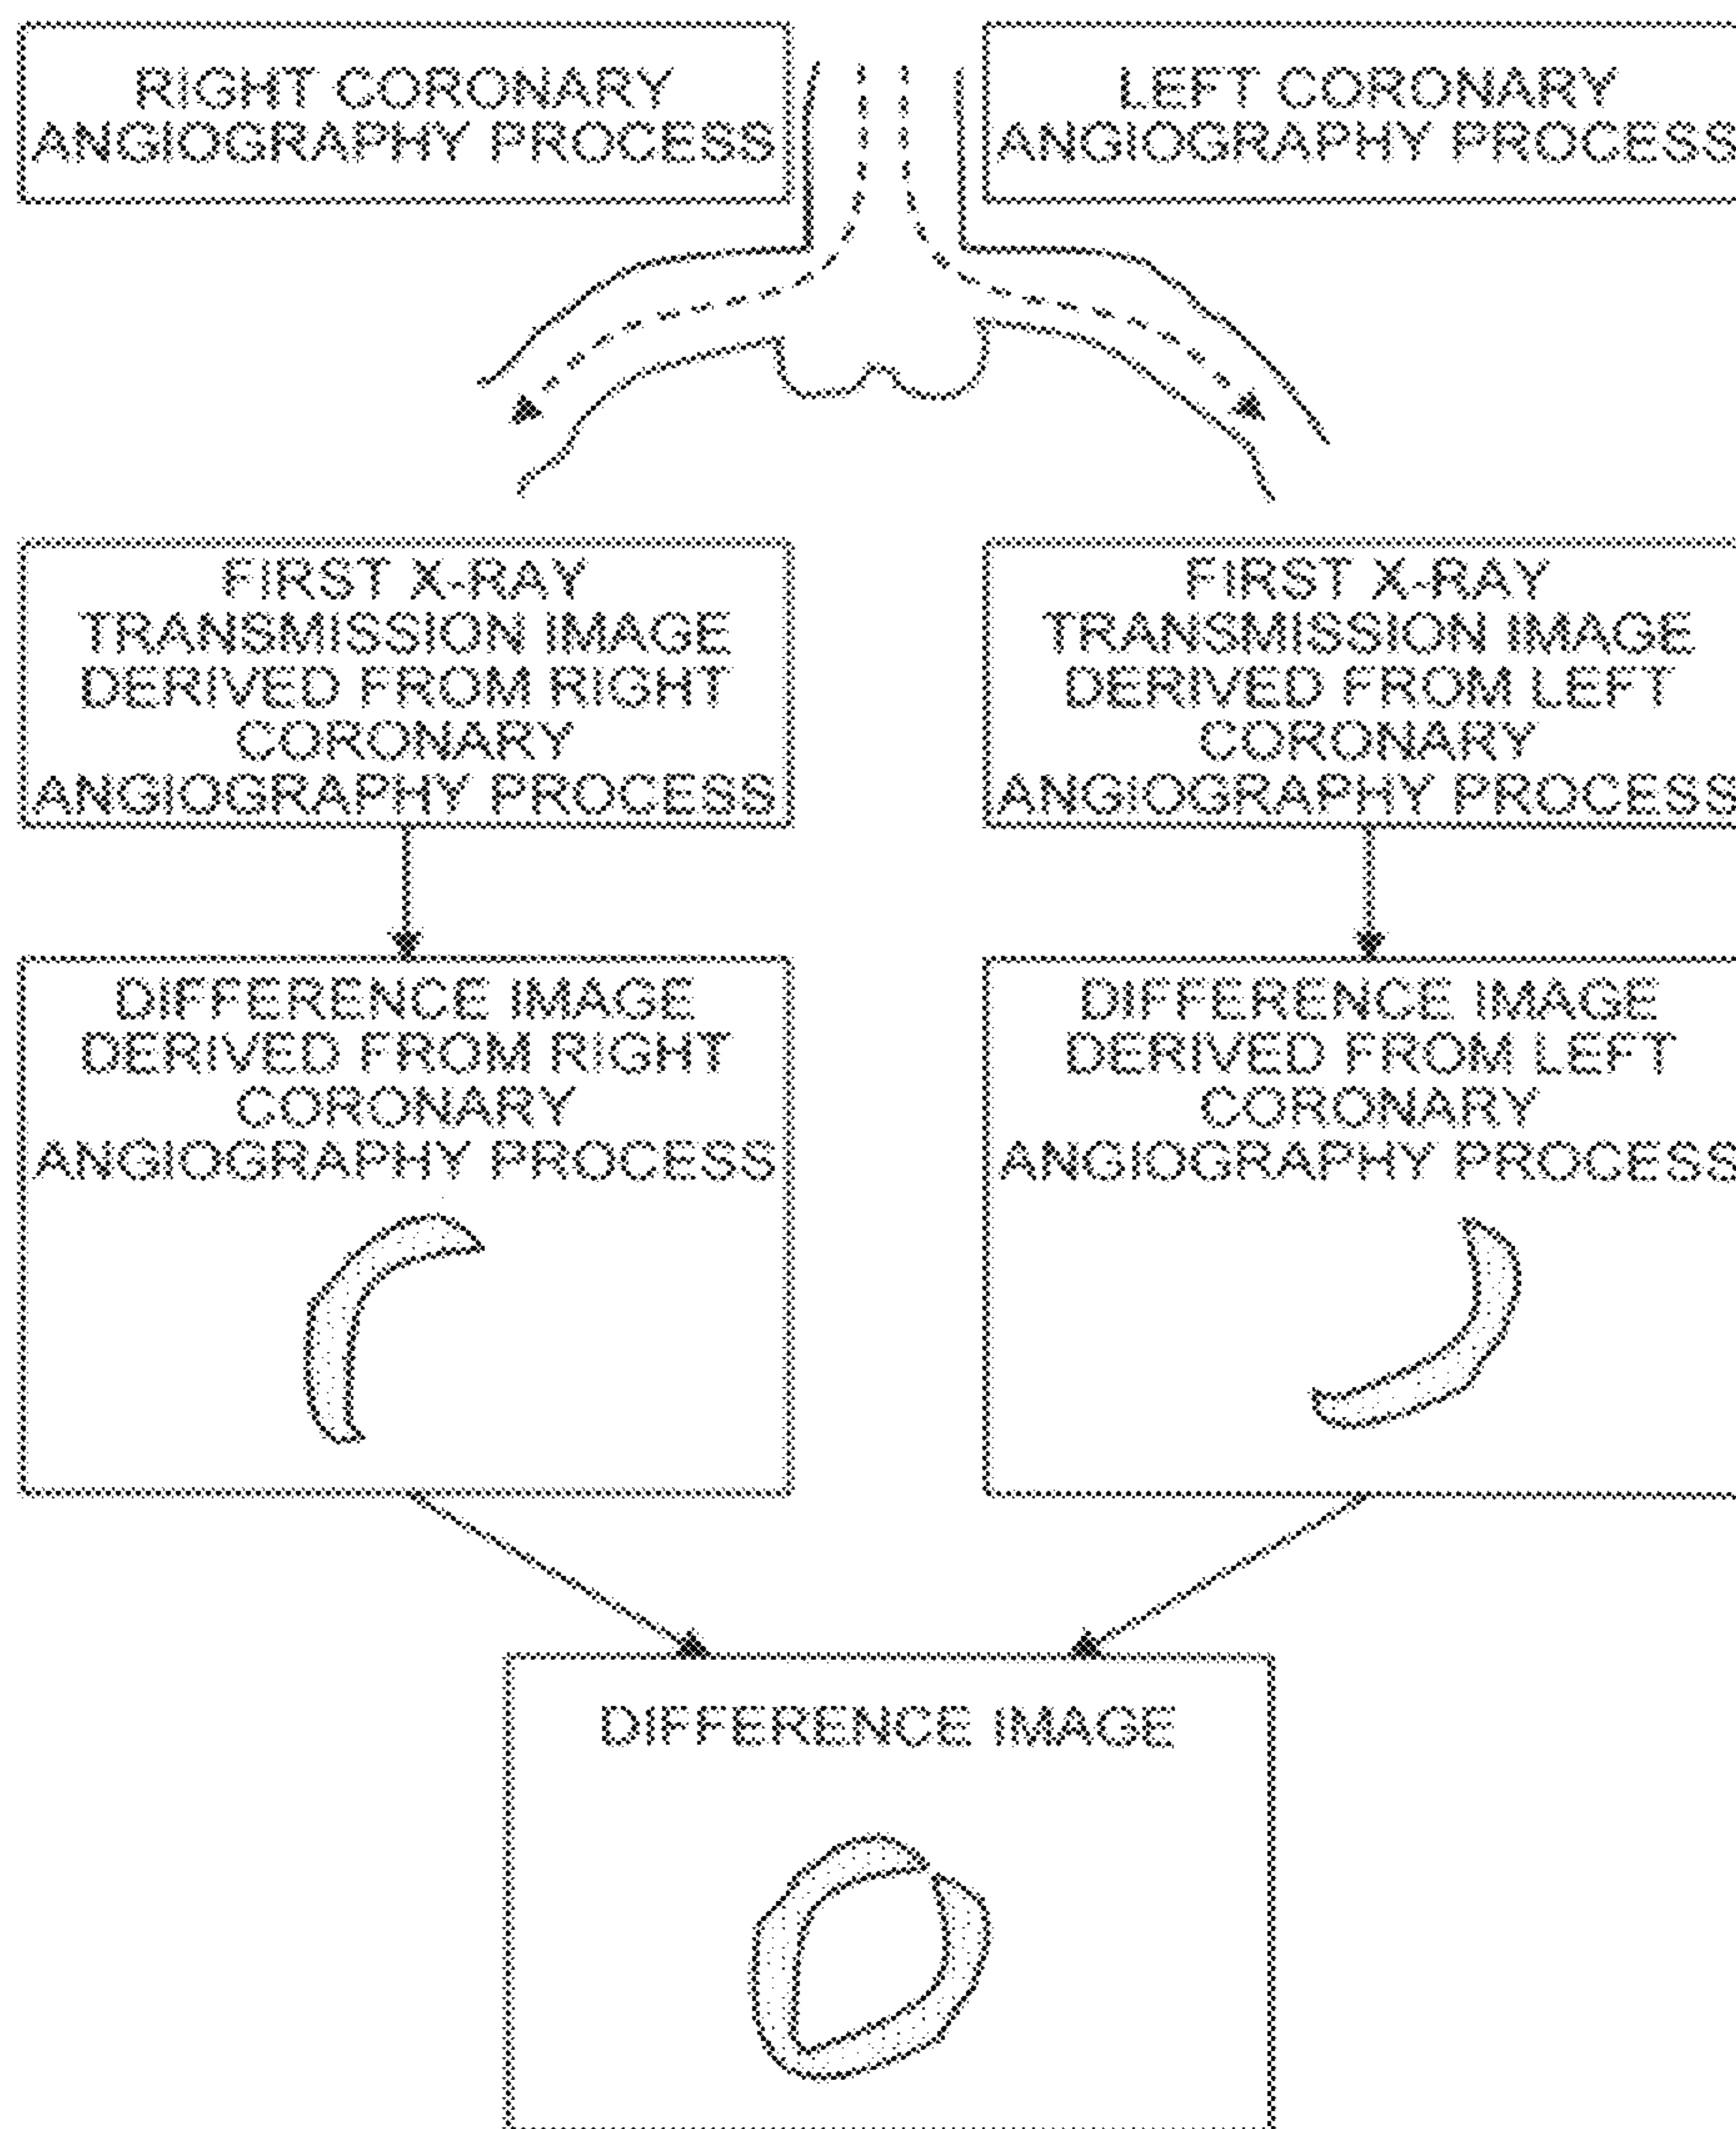 RIGHT CORONARY
ANGIOGRAPHY PROCESS
LEFT CORONARY
ANGIOGRAPHY PROCESS
FIRST X-RAY
TRANSMISSION IMAGE
DERIVED FROM RIGHT
CORONARY
ANGIOGRAPHY PROCESS
FIRST X-RAY
TRANSMISSION IMAGE
DERIVED FROM LEFT
CORONARY
ANGIOGRAPHY PROCESS
DIFFERENCE IMAGE
DERIVED FROM RIGHT
CORONARY
ANGIOGRAPHY PROCESS
DIFFERENCE IMAGE
DERIVED FROM LEFT
CORONARY
ANGIOGRAPHY PROCESS
DIFFERENCE IMAGE